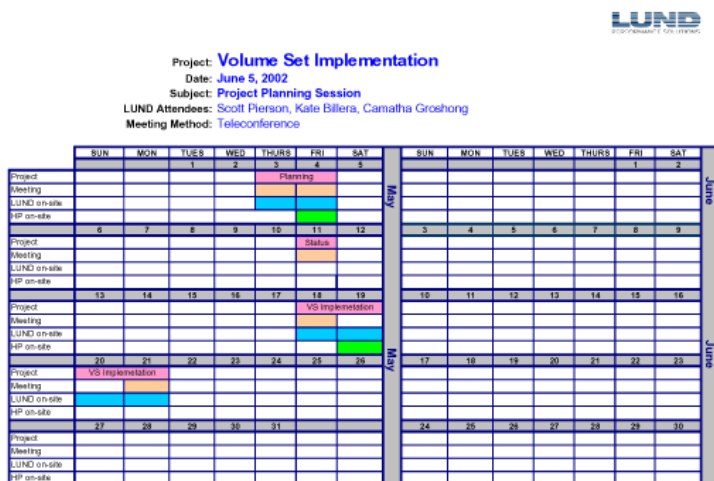 LUND
PERFORMANCE SOLUTIONS
Project: Volume Set Implementation
Date: June 5, 2002
Subject: Project Planning Session
LUND Attendees: Scott Pierson, Kate Billera, Camatha Groshong
Meeting Method: Teleconference
SUN MON TUES WED THURS FRI SAT SUN MON TUES WED THURS FRI SAT
1 2 3 4 5 1 2
Project Planning
Meeting
LUND on-site
HP on-site
May
June
6 7 8 9 10 11 12 3 4 5 6 7 8 9
Project Status
Meeting
LUND on-site
HP on-site
13 14 15 16 17 18 19 10 11 12 13 14 15 16
Project VS Implemetation
Meeting
LUND on-site
HP on-site
May
June
20 21 22 23 24 25 26 17 18 19 20 21 22 23
Project VS Implemetation
Meeting
LUND on-site
HP on-site
27 28 29 30 31 24 25 26 27 28 29 30
Project
Meeting
LUND on-site
HP on-site